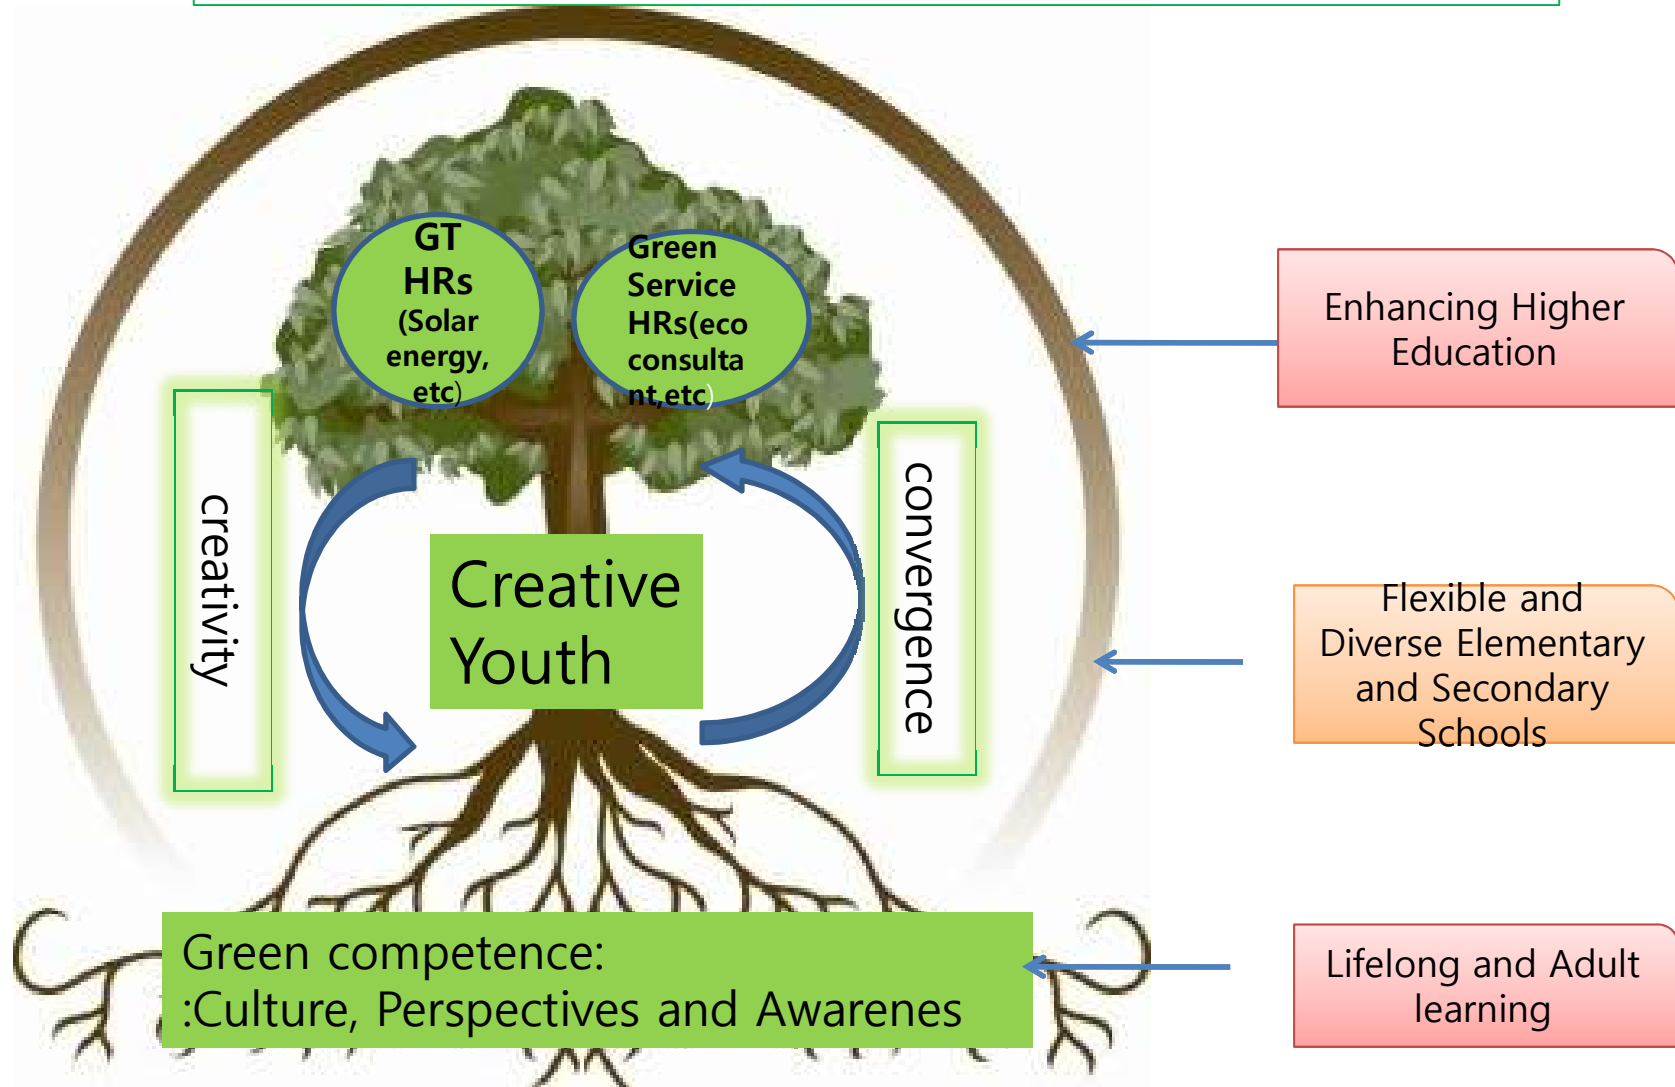 GT
HRs
(Solar
energy,
etc)
Green
Service
HRs(eco
consulta
nt,etc)
Enhancing Higher
Education
creativity
convergence
Creative
Youth
Flexible and
Diverse Elementary
and Secondary
Schools
Green competence:
:Culture, Perspectives and Awarenes
Lifelong and Adult
learning